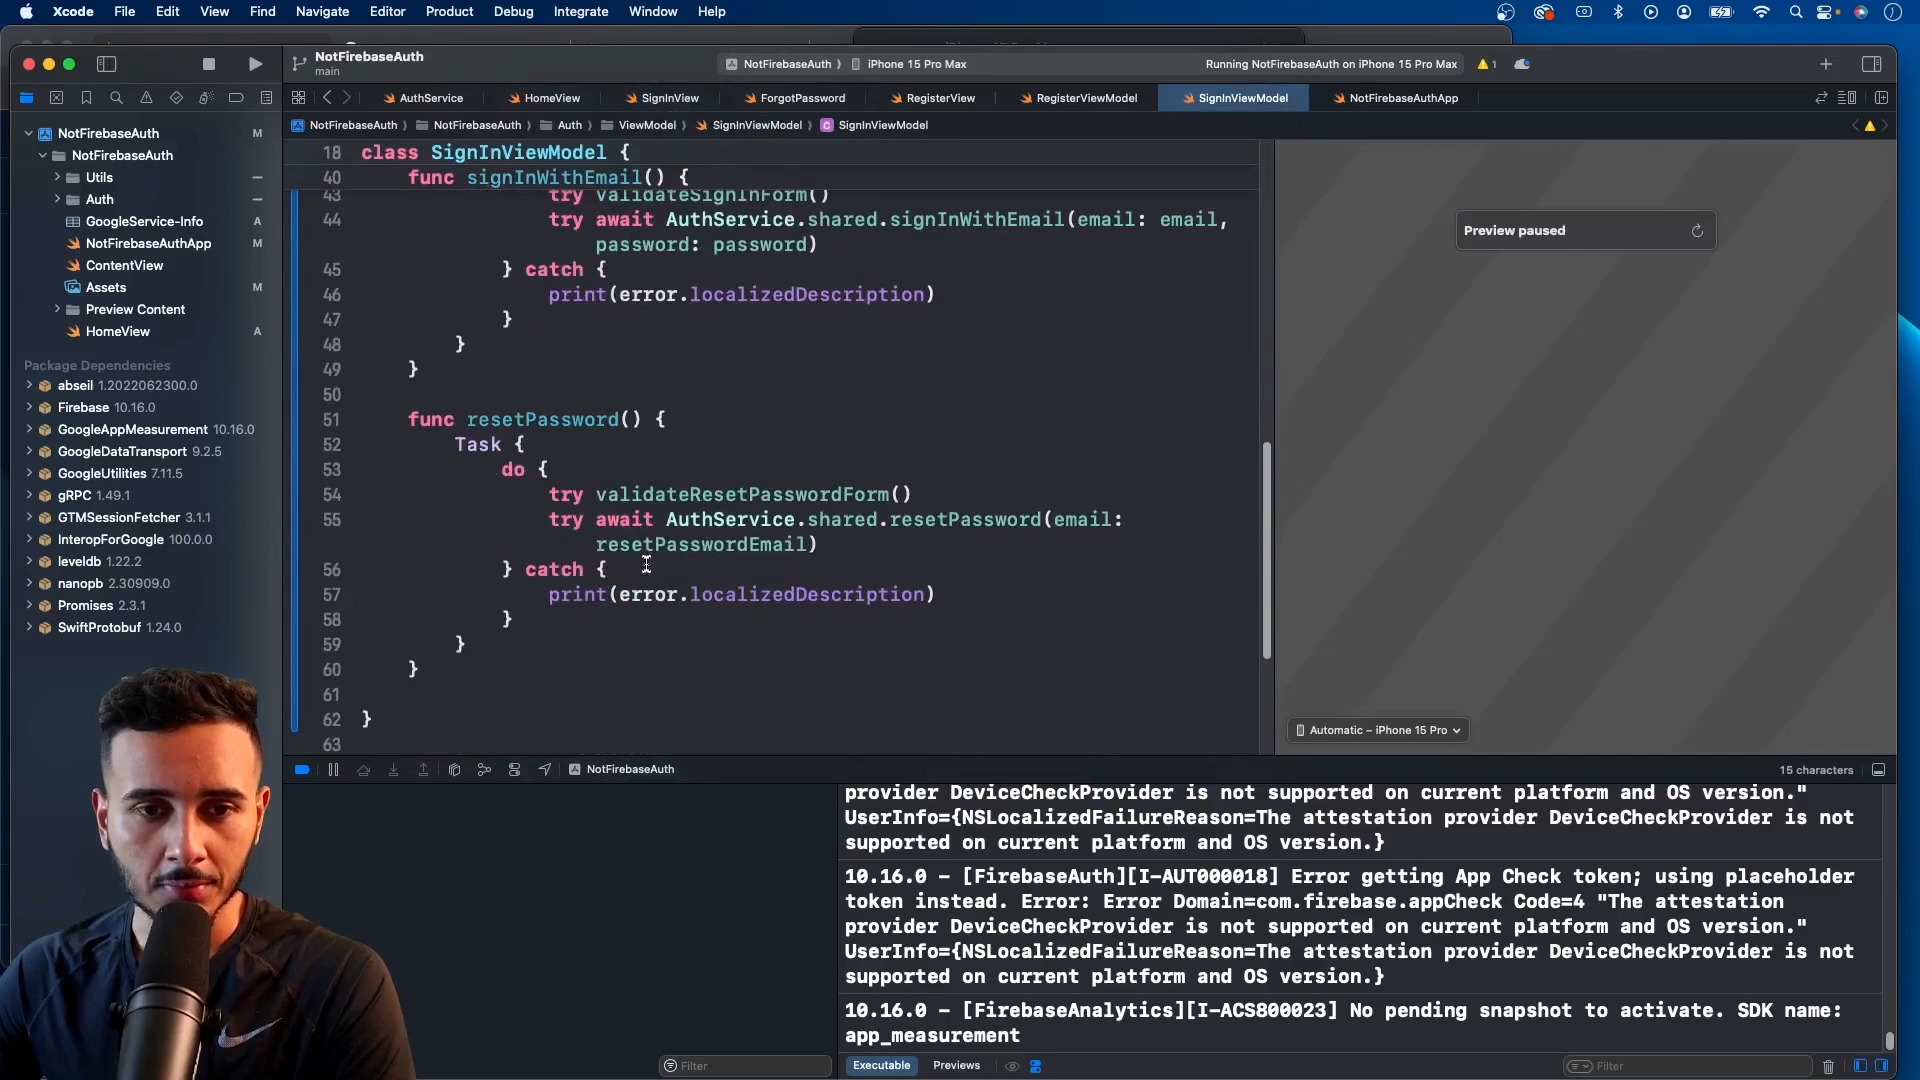 Xcode File Edit View Find Navigate Editor Product Debug Integrate Window Help
NotFirebaseAuth
main
NotFirebaseAuth iPhone 15 Pro Max
Running NotFirebaseAuth on iPhone 15 Pro Max
1
AuthService HomeView SignInView ForgotPassword RegisterView RegisterViewModel SignInViewModel NotFirebaseAuthApp
NotFirebaseAuth NotFirebaseAuth Auth ViewModel SignInViewModel C SignInViewModel
NotFirebaseAuth M
NotFirebaseAuth
Utils
Auth
GoogleService-Info A
NotFirebaseAuthApp M
ContentView
Assets M
Preview Content
HomeView A
Package Dependencies
abseil 1.2022062300.0
Firebase 10.16.0
GoogleAppMeasurement 10.16.0
GoogleDataTransport 9.2.5
GoogleUtilities 7.11.5
gRPC 1.49.1
GTMSessionFetcher 3.1.1
InteropForGoogle 100.0.0
leveldb 1.22.2
nanopb 2.30909.0
Promises 2.3.1
SwiftProtobuf 1.24.0
18 class SignInViewModel {
40 func signInWithEmail() {
43 try validateSignInForm()
44 try await AuthService.shared.signInWithEmail(email: email,
password: password)
45 } catch {
46 print(error.localizedDescription)
47 }
48 }
49 }
50
51 func resetPassword() {
52 Task {
53 do {
54 try validateResetPasswordForm()
55 try await AuthService.shared.resetPassword(email:
resetPasswordEmail)
56 } catch {
57 print(error.localizedDescription)
58 }
59 }
60 }
61
62 }
63
Preview paused
Automatic – iPhone 15 Pro
NotFirebaseAuth
15 characters
provider DeviceCheckProvider is not supported on current platform and OS version."
UserInfo={NSLocalizedFailureReason=The attestation provider DeviceCheckProvider is not
supported on current platform and OS version.}
10.16.0 - [FirebaseAuth][I-AUT000018] Error getting App Check token; using placeholder
token instead. Error: Error Domain=com.firebase.appCheck Code=4 "The attestation
provider DeviceCheckProvider is not supported on current platform and OS version."
UserInfo={NSLocalizedFailureReason=The attestation provider DeviceCheckProvider is not
supported on current platform and OS version.}
10.16.0 - [FirebaseAnalytics][I-ACS800023] No pending snapshot to activate. SDK name:
app_measurement
Filter
Executable Previews
Filter